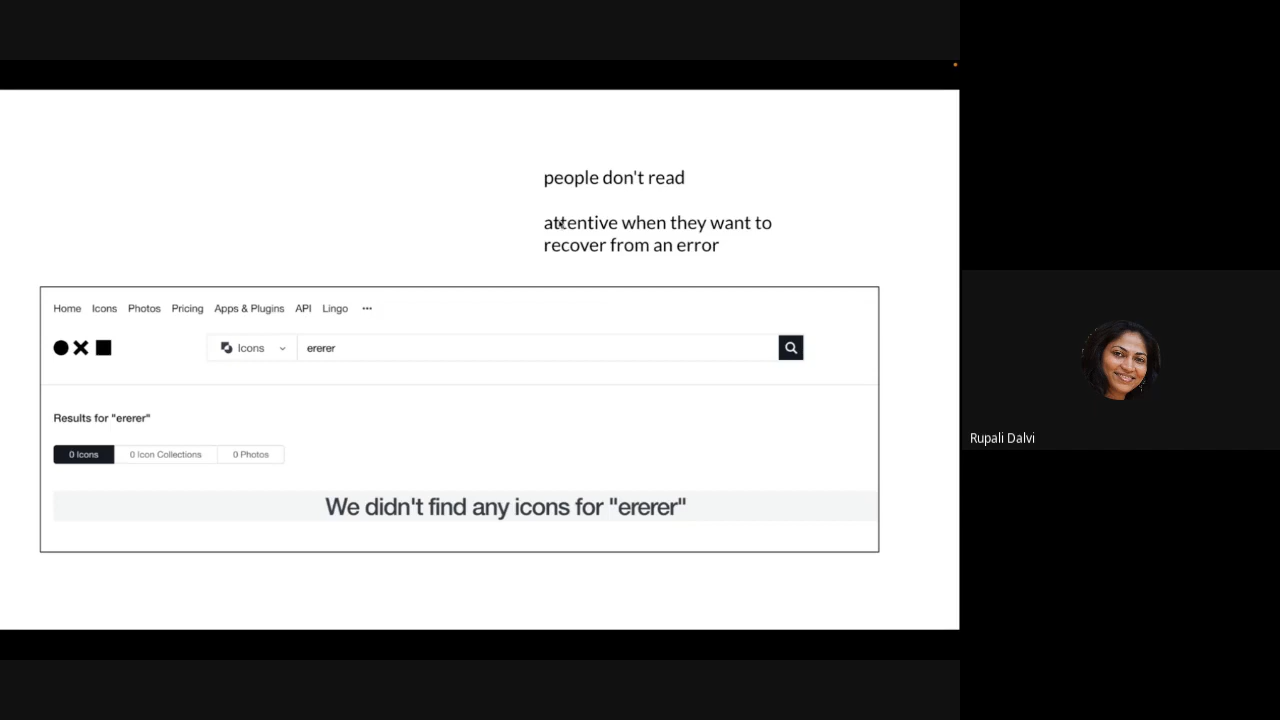 people don't read
attentive when they want to
recover from an error
Home Icons Photos Pricing Apps & Plugins API Lingo ···
Icons ererer
Results for "ererer"
0 Icons 0 Icon Collections 0 Photos
We didn't find any icons for "ererer"
Rupali Dalvi